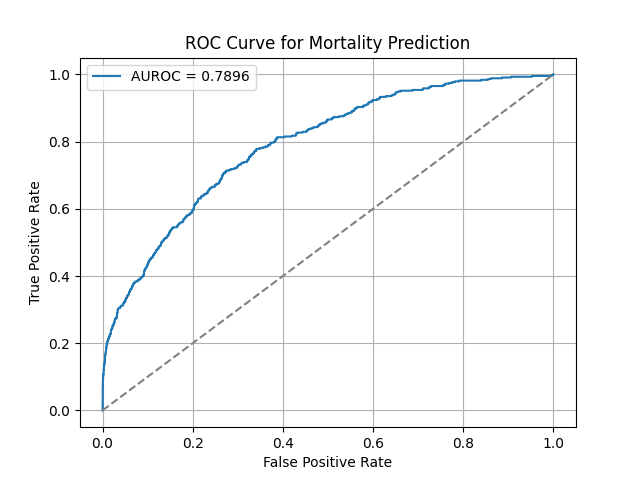 ROC Curve for Mortality Prediction
AUROC = 0.7896
True Positive Rate
1.0
0.8
0.6
0.4
0.2
0.0
0.0 0.2 0.4 0.6 0.8 1.0
False Positive Rate